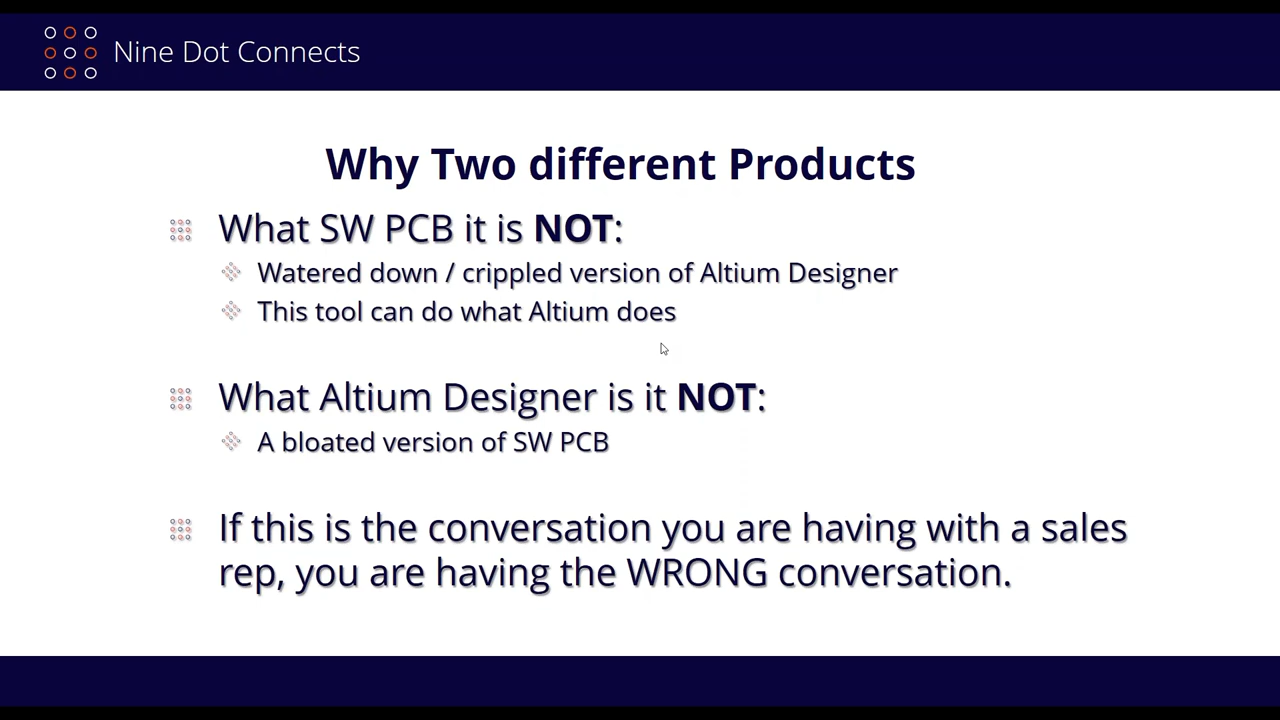 Nine Dot Connects
Why Two different Products
What SW PCB it is NOT:
Watered down / crippled version of Altium Designer
This tool can do what Altium does
What Altium Designer is it NOT:
A bloated version of SW PCB
If this is the conversation you are having with a sales
rep, you are having the WRONG conversation.